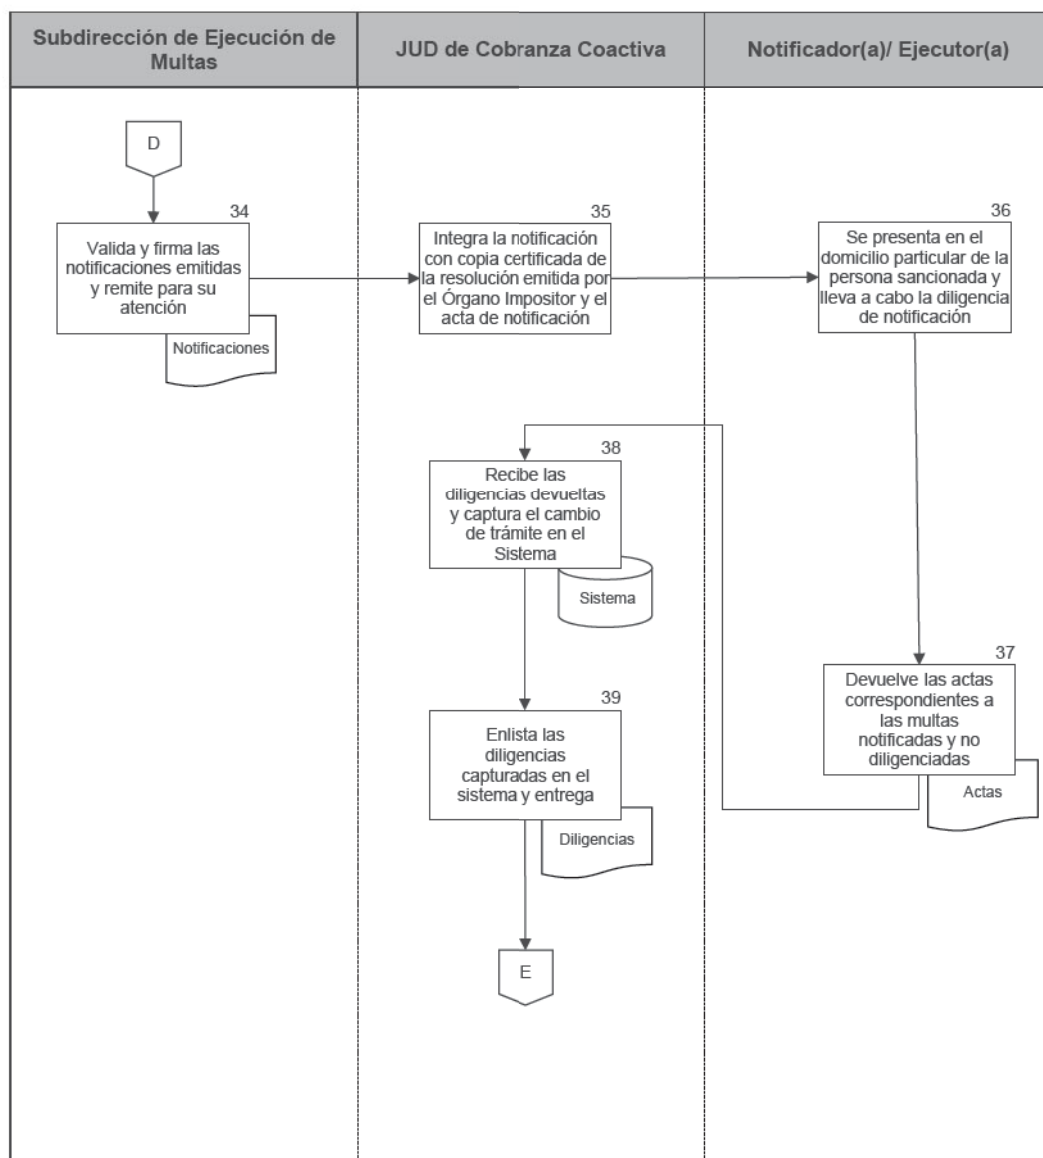 Subdirección de Ejecución de
Multas
JUD de Cobranza Coactiva
Notificador(a)/ Ejecutor(a)
D
34
Valida y firma las
notificaciones emitidas
y remite para su
atención
Notificaciones
35
Integra la notificación
con copia certificada de
la resolución emitida por
el Órgano Impositor y el
acta de notificación
36
Se presenta en el
domicilio particular de la
persona sancionada y
lleva a cabo la diligencia
de notificación
38
Recibe las
diligencias devueltas
y captura el cambio
de trámite en el
Sistema
Sistema
37
Devuelve las actas
correspondientes a
las multas
notificadas y no
diligenciadas
Actas
39
Enlista las
diligencias
capturadas en el
sistema y entrega
Diligencias
E